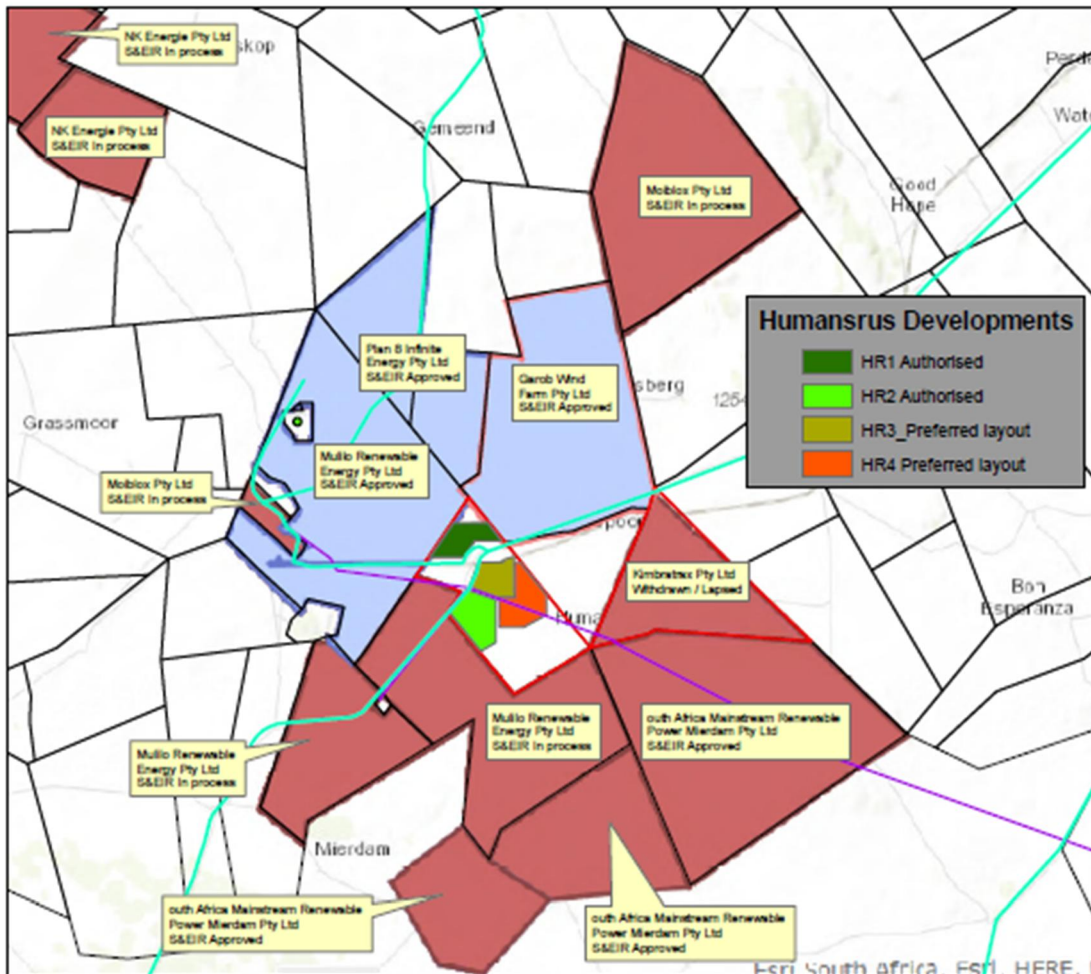 NK Energie Pty Ltd
S&EIR In process
skop
Perde
Gemeend
Wate
NK Energie Pty Ltd
S&EIR In process
Moiblox Pty Ltd
S&EIR In process
Good
Hope
Humansrus Developments
HR1 Authorised
HR2 Authorised
HR3_Preferred layout
HR4 Preferred layout
Plan 8 Infinite
Energy Pty Ltd
S&EIR Approved
Garob Wind
Farm Pty Ltd
S&EIR Approved
sberg
125
Grassmoor
Mulilo Renewable
Energy Pty Ltd
S&EIR Approved
Moiblox Pty Ltd
S&EIR In process
poo
Kimbratrax Pty Ltd
Withdrawn / Lapsed
Bon
Esperanza
Huma
Mulilo Renewable
Energy Pty Ltd
S&EIR In process
outh Africa Mainstream Renewable
Power Mierdam Pty Ltd
S&EIR Approved
Mulilo Renewable
Energy Pty Ltd
S&EIR In process
Mierdam
outh Africa Mainstream Renewable
Power Mierdam Pty Ltd
S&EIR Approved
outh Africa Mainstream Renewable
Power Mierdam Pty Ltd
S&EIR Approved
Esri South Africa, Esri, HERE